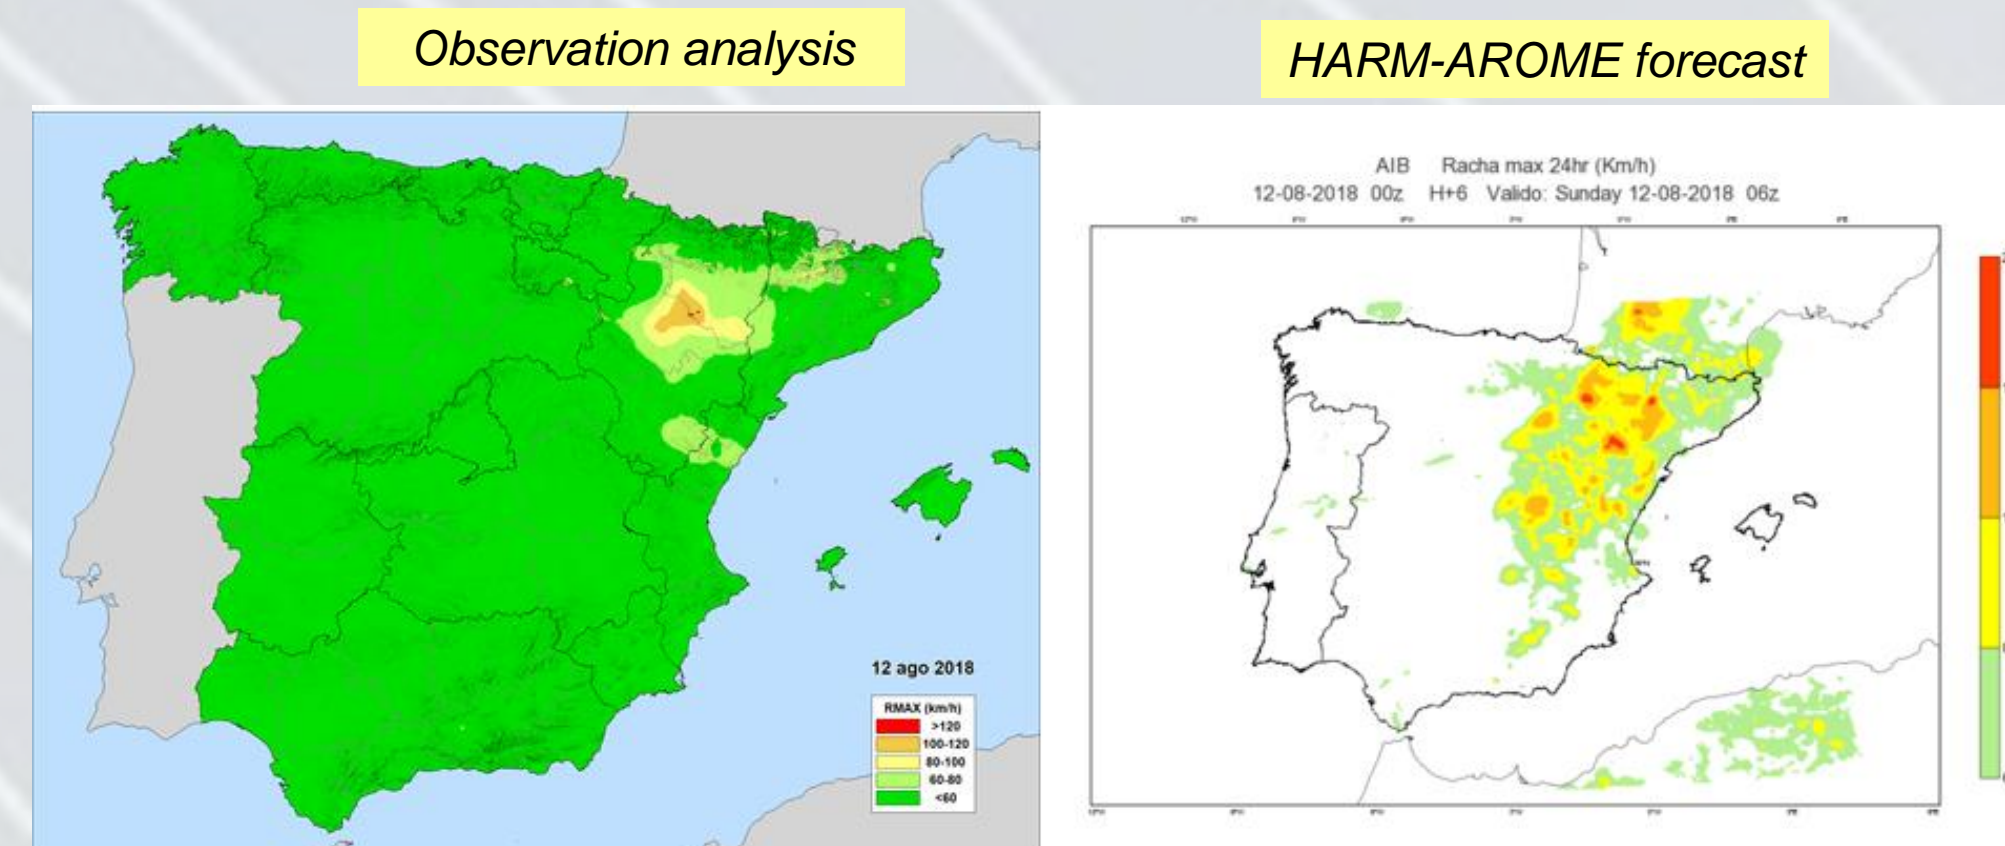 Observation analysis
HARM-AROME forecast
AIB Racha max 24hr (Km/h)
12-08-2018 00z H+6 Valido: Sunday 12-08-2018 06z
12 ago 2018
RMAX (km/h)
>120
100-120
80-100
60-80
<60